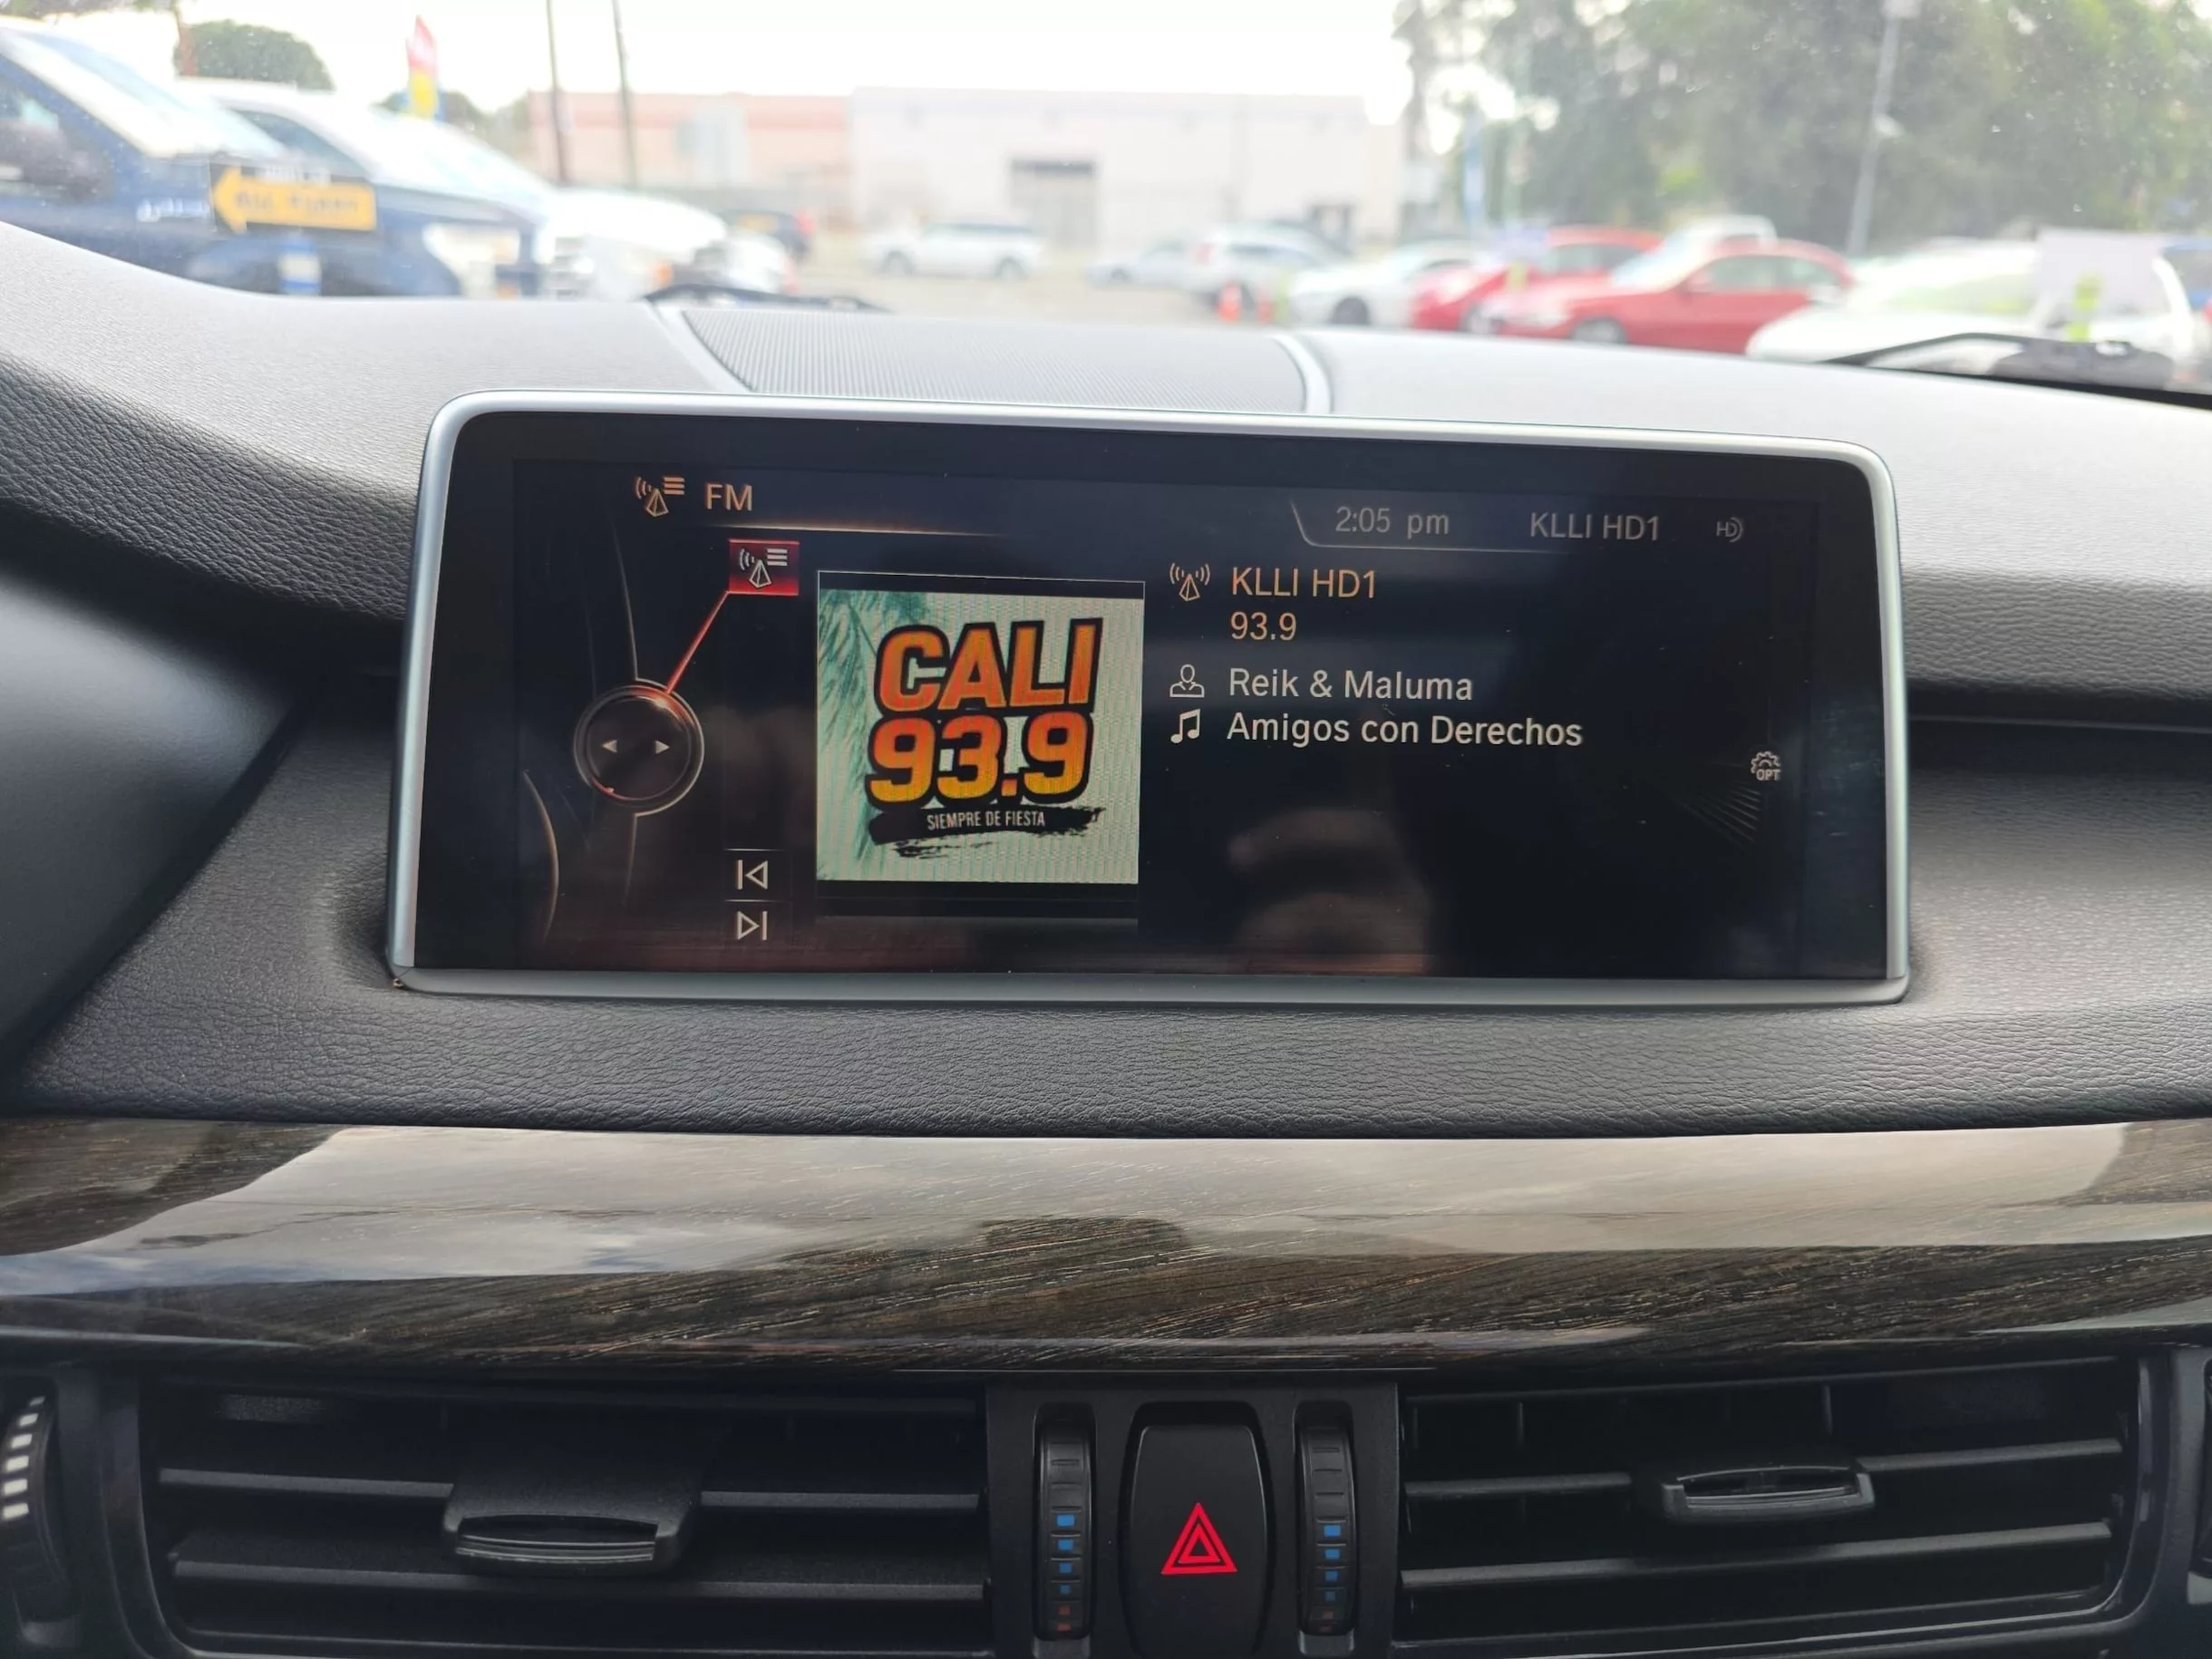 FM
2:05 pm
KLLI HD1
HD
CALI
93.9
SIEMPRE DE FIESTA
KLLI HD1
93.9
Reik & Maluma
Amigos con Derechos
OPT